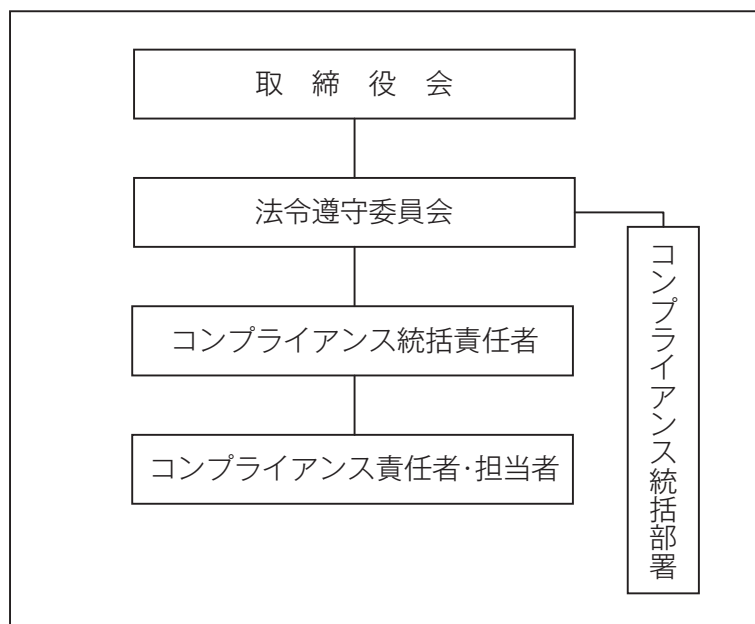 取　締　役　会
法令遵守委員会
コンプライアンス統括責任者
コンプライアンス責任者･担当者
コンプライアンス統括部署